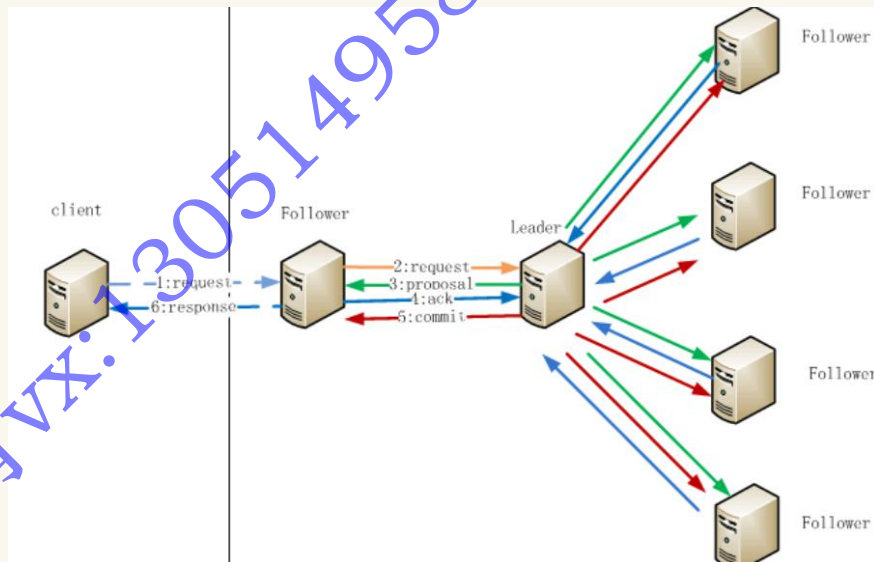 Follower
Follower
client
Follower
Leader
2:request
1:request
3:proposal
4:ack
6:response
5:commit
Follower
Follower
vx:130514958